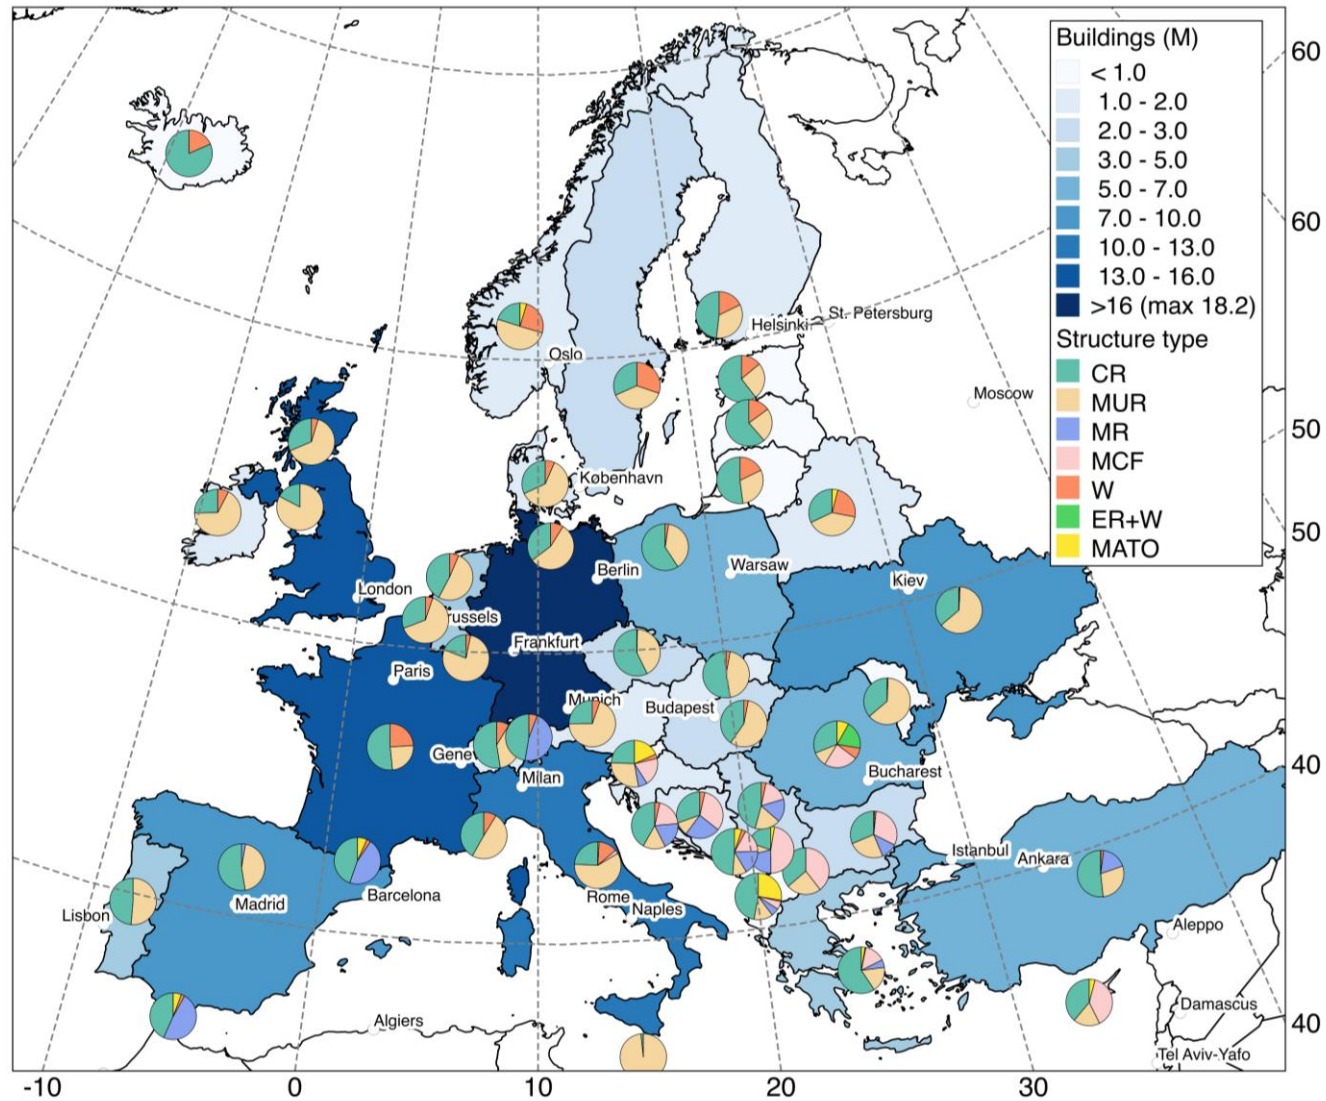 Buildings (M)
< 1.0
1.0 - 2.0
2.0 - 3.0
3.0 - 5.0
5.0 - 7.0
7.0 - 10.0
10.0 - 13.0
13.0 - 16.0
>16 (max 18.2)
Structure type
CR
MUR
MR
MCF
W
ER+W
MATO
60
60
50
50
40
40
St. Petersburg
Helsinki
Oslo
Moscow
København
Berlin
Warsaw
Kiev
London
russels
Frankfurt
Paris
Munich
Budapest
Gene
Milan
Bucharest
Istanbul
Ankara
Barcelona
Madrid
Rome
Naples
Lisbon
Aleppo
Algiers
Damascus
Tel Aviv-Yafo
-10
0
10
20
30